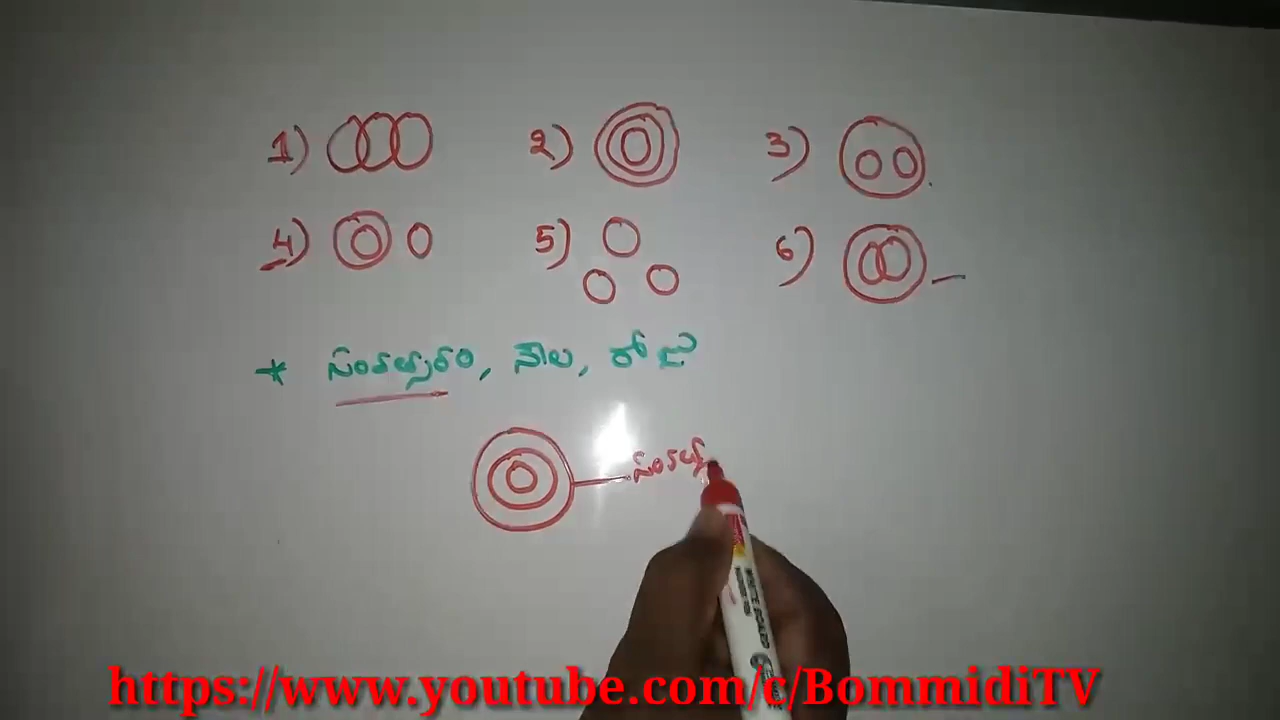 1) 2) 3)
4) 5) 6)
* సంవత్సరం, నెల, రోజు
సంవత్స
https://www.youtube.com/c/BommidiTV